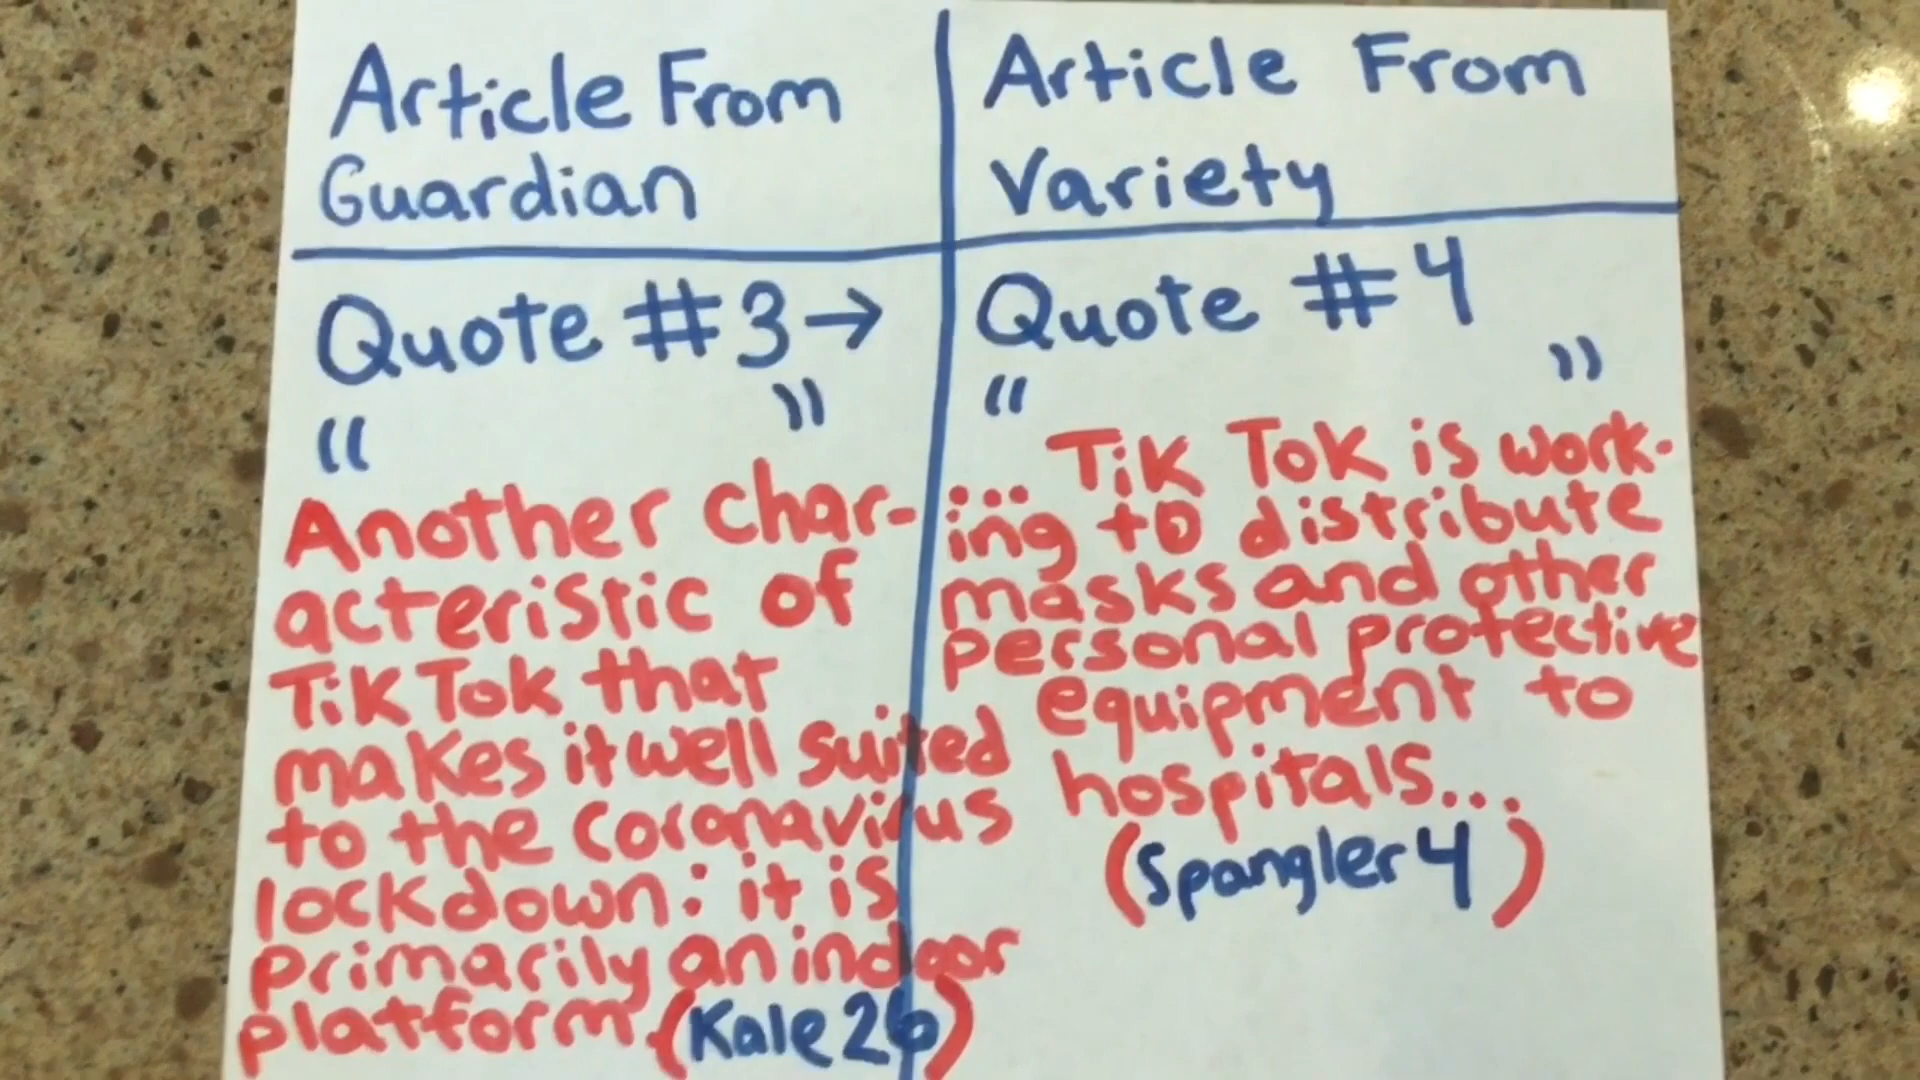 Article From
Guardian
Quote #3→
“ ”
Another char-
acteristic of
TikTok that
makes it well suited
to the coronavirus
lockdown: it is
primarily an indoor
platform. (Kale 26)
Article From
Variety
Quote #4
“ ”
... TiK Tok is work-
ing to distribute
masks and other
personal protective
equipment to
hospitals...
(Spangler 4)